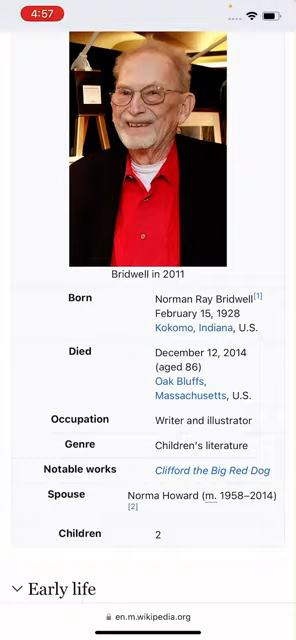 4:57
Bridwell in 2011
Born Norman Ray Bridwell[1]
February 15, 1928
Kokomo, Indiana, U.S.
Died December 12, 2014
(aged 86)
Oak Bluffs,
Massachusetts, U.S.
Occupation Writer and illustrator
Genre Children's literature
Notable works Clifford the Big Red Dog
Spouse Norma Howard (m. 1958–2014)
[2]
Children 2
Early life
en.m.wikipedia.org